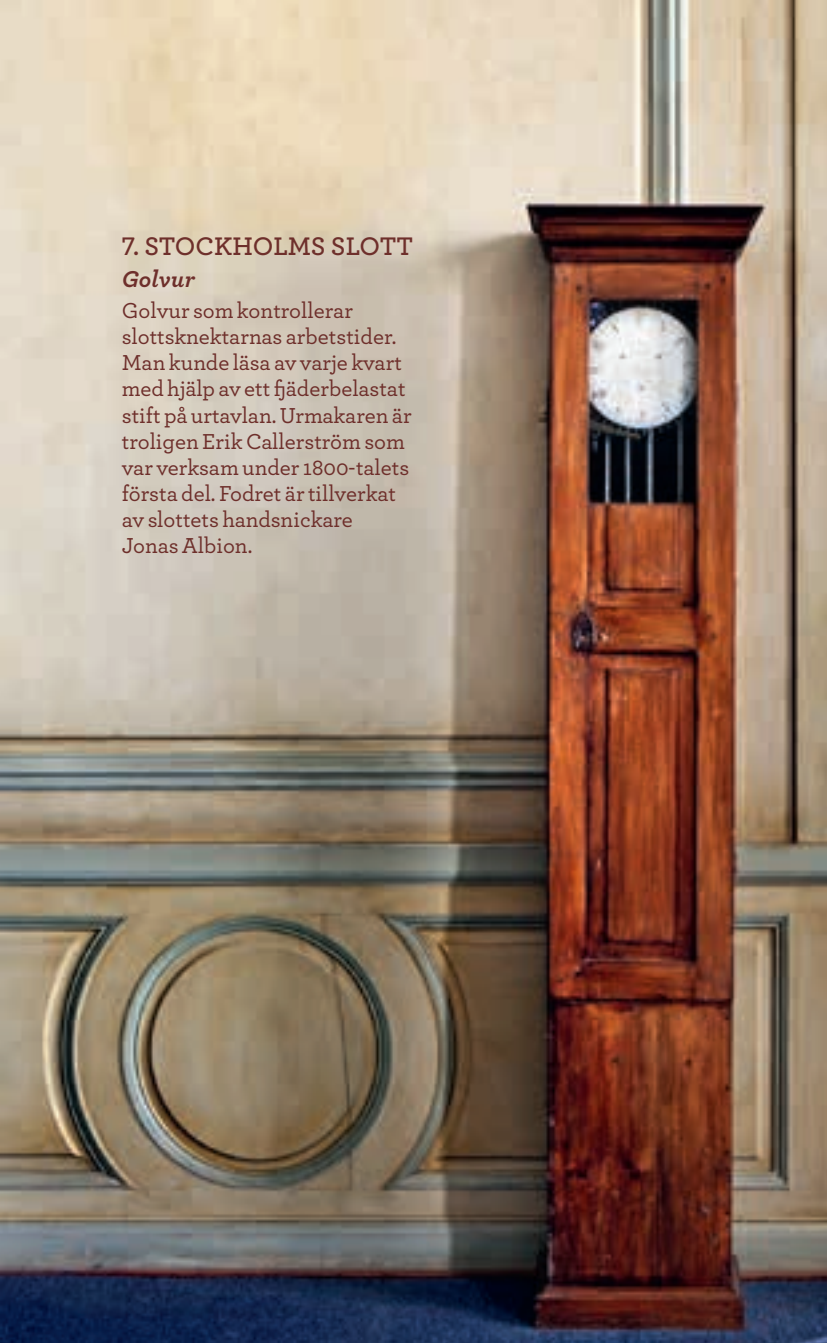 7. STOCKHOLMS SLOTT
Golvur
Golvur som kontrollerar
slottsknektarnas arbetstider.
Man kunde läsa av varje kvart
med hjälp av ett fjäderbelastat
stift på urtavlan. Urmakaren är
troligen Erik Callerström som
var verksam under 1800-talets
första del. Fodret är tillverkat
av slottets handsnickare
Jonas Albion.